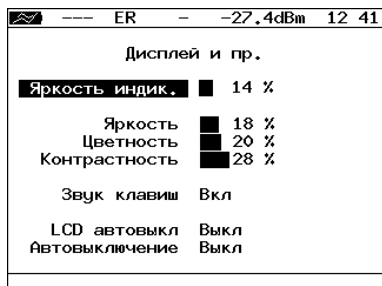 --- ER - -27.4dBm 12 41
Дисплей и пр.
Яркость индик. 14 %
Яркость 18 %
Цветность 20 %
Контрастность 28 %
Звук клавиш Вкл
LCD автовыкл Выкл
Автовыключение Выкл